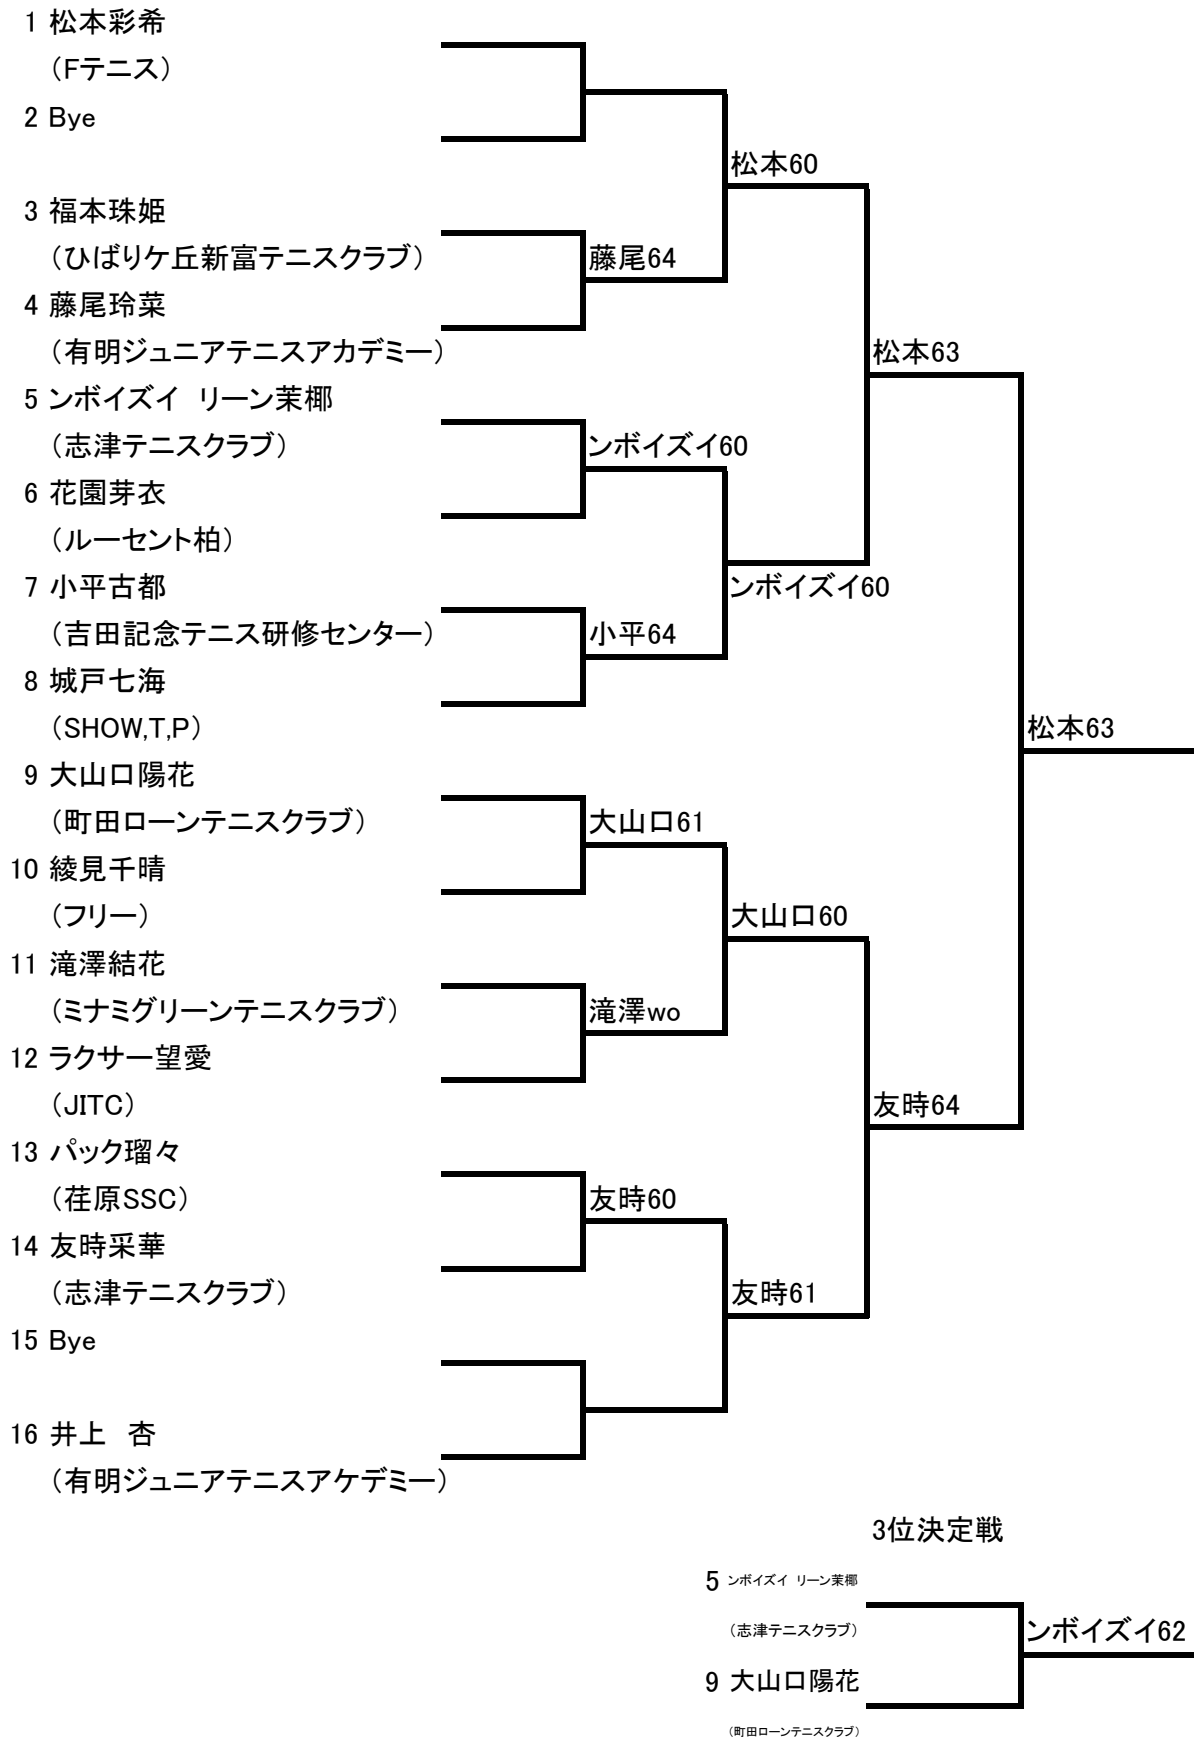 1 松本彩希
（Fテニス）
2 Bye
松本60
3 福本珠姫
（ひばりケ丘新富テニスクラブ） 藤尾64
4 藤尾玲菜
（有明ジュニアテニスアカデミー） 松本63
5 ンボイズイ　リーン茉椰
（志津テニスクラブ） ンボイズイ60
6 花園芽衣
（ルーセント柏）
7 小平古都 ンボイズイ60
（吉田記念テニス研修センター） 小平64
8 城戸七海
（SHOW,T,P） 松本63
9 大山口陽花
（町田ローンテニスクラブ） 大山口61
10 綾見千晴
（フリー） 大山口60
11 滝澤結花
（ミナミグリーンテニスクラブ） 滝澤wo
12 ラクサー望愛
（JITC） 友時64
13 パック瑠々
（荏原SSC） 友時60
14 友時采華
（志津テニスクラブ） 友時61
15 Bye
16 井上　杏
（有明ジュニアテニスアケデミー）
3位決定戦
5 ンボイズイ　リーン茉椰
（志津テニスクラブ） ンボイズイ62
9 大山口陽花
（町田ローンテニスクラブ）